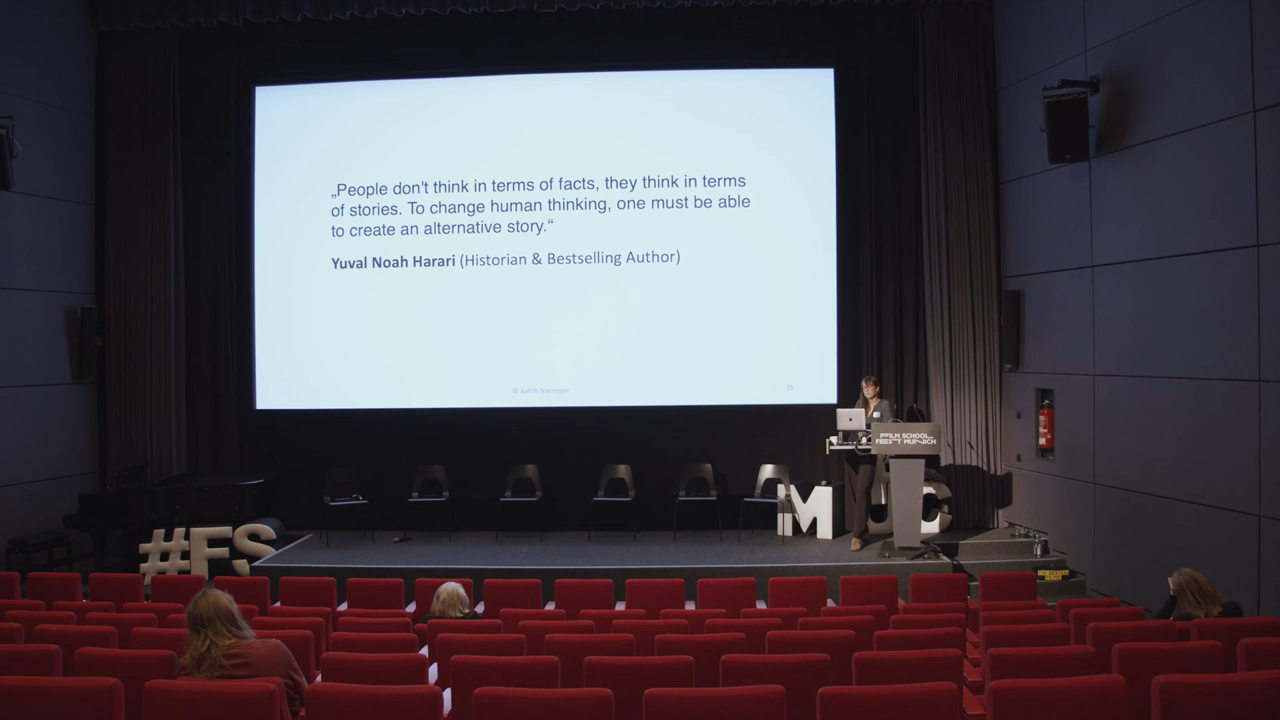 „People don't think in terms of facts, they think in terms
of stories. To change human thinking, one must be able
to create an alternative story.“
Yuval Noah Harari (Historian & Bestselling Author)
© Judith Niemeyer
25
FILM SCHOOL
FEST MUNICH
MUC
#FS